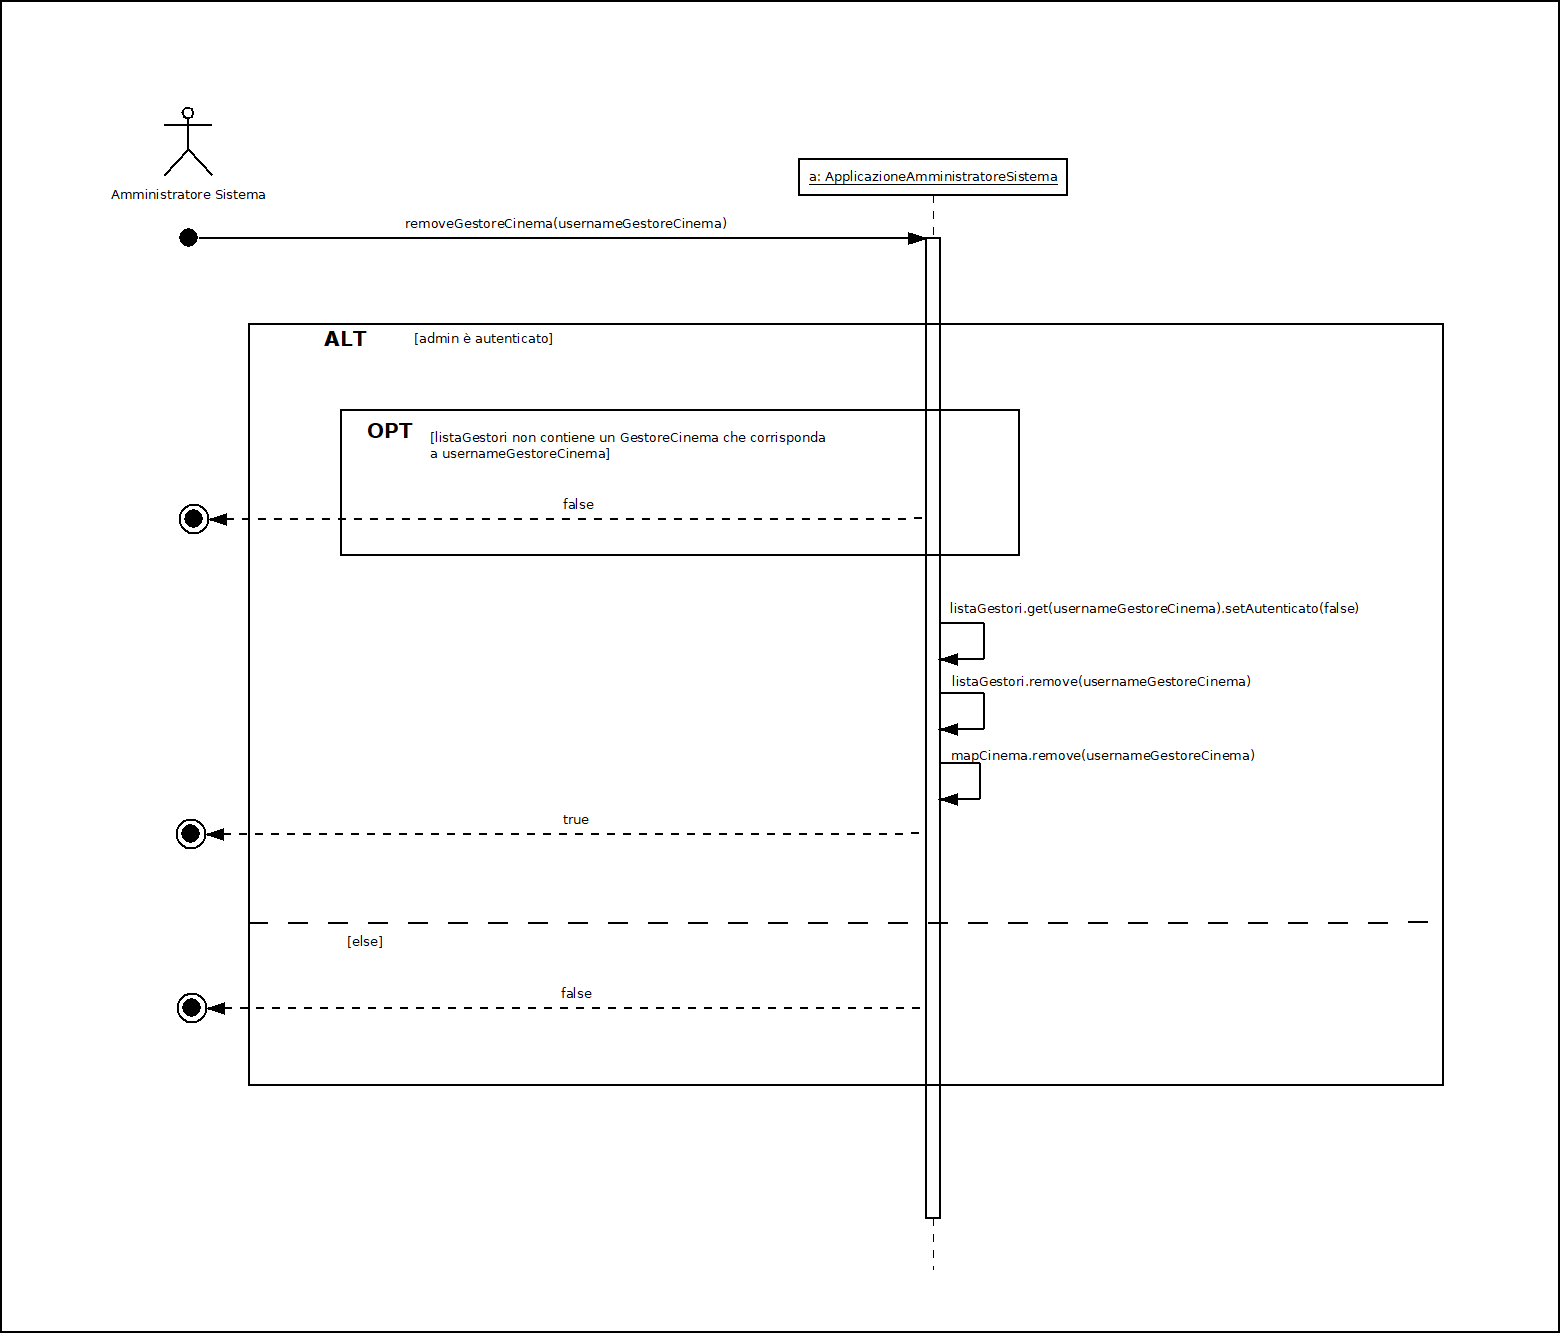 Amministratore Sistema
a: ApplicazioneAmministratoreSistema
removeGestoreCinema(usernameGestoreCinema)
ALT
[admin è autenticato]
OPT
[listaGestori non contiene un GestoreCinema che corrisponda
a usernameGestoreCinema]
false
listaGestori.get(usernameGestoreCinema).setAutenticato(false)
listaGestori.remove(usernameGestoreCinema)
mapCinema.remove(usernameGestoreCinema)
true
[else]
false